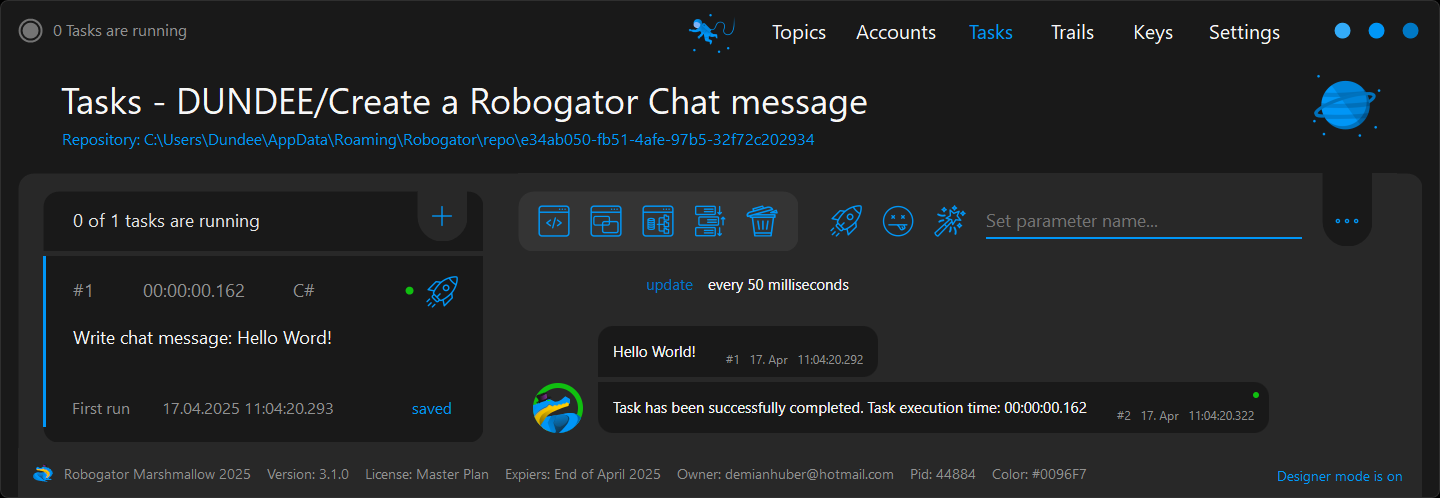 0 Tasks are running
Topics Accounts Tasks Trails Keys Settings
Tasks - DUNDEE/Create a Robogator Chat message
Repository: C:\Users\Dundee\AppData\Roaming\Robogator\repo\e34ab050-fb51-4afe-97b5-32f72c202934
0 of 1 tasks are running
#1 00:00:00.162 C#
Write chat message: Hello Word!
First run 17.04.2025 11:04:20.293 saved
Set parameter name...
update every 50 milliseconds
Hello World! #1 17. Apr 11:04:20.292
Task has been successfully completed. Task execution time: 00:00:00.162 #2 17. Apr 11:04:20.322
Robogator Marshmallow 2025 Version: 3.1.0 License: Master Plan Expiers: End of April 2025 Owner: demianhuber@hotmail.com Pid: 44884 Color: #0096F7
Designer mode is on